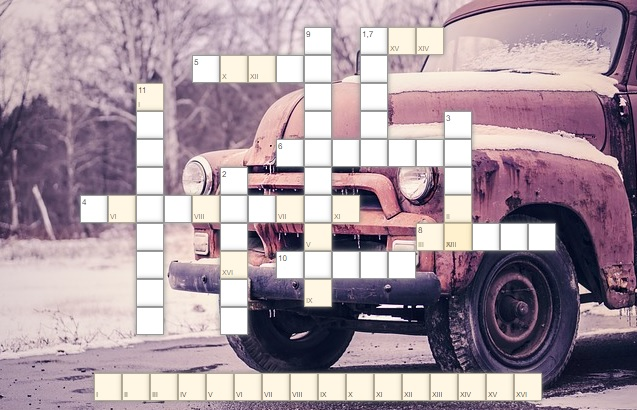 9 1,7 XV XIV
5 X XII
11 I
3
6
2
4 VI VIII VII XI II
8 V III XIII
XVI 10
IX
I II III IV V VI VII VIII IX X XI XII XIII XIV XV XVI